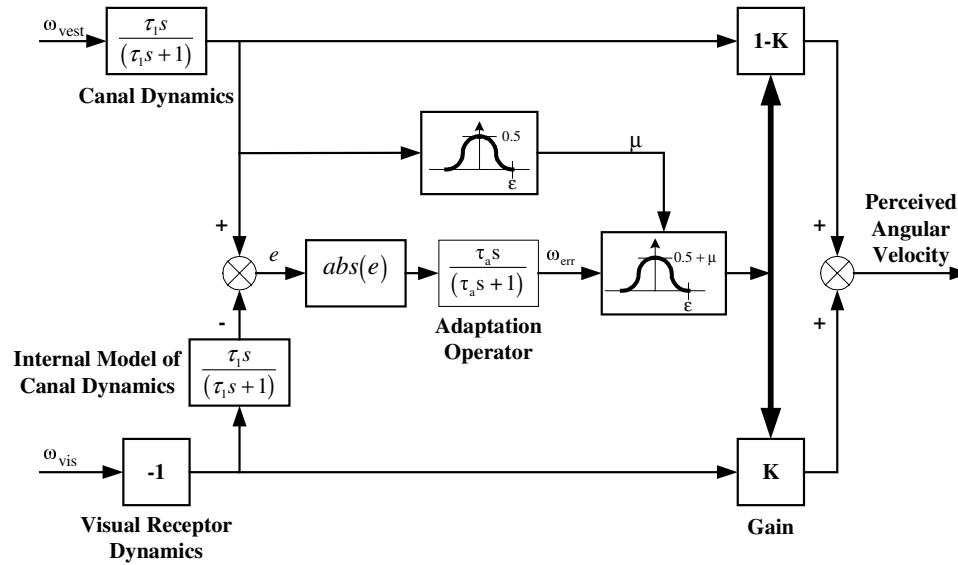 ω_vest
τ₁s
(τ₁s+1)
Canal Dynamics
1-K
0.5
ε
μ
+
e
abs(e)
τₐs
(τₐs+1)
ω_err
Adaptation
Operator
0.5 + μ
ε
Perceived
Angular
Velocity
+
+
-
Internal Model of
Canal Dynamics
τ₁s
(τ₁s+1)
ω_vis
-1
Visual Receptor
Dynamics
K
Gain